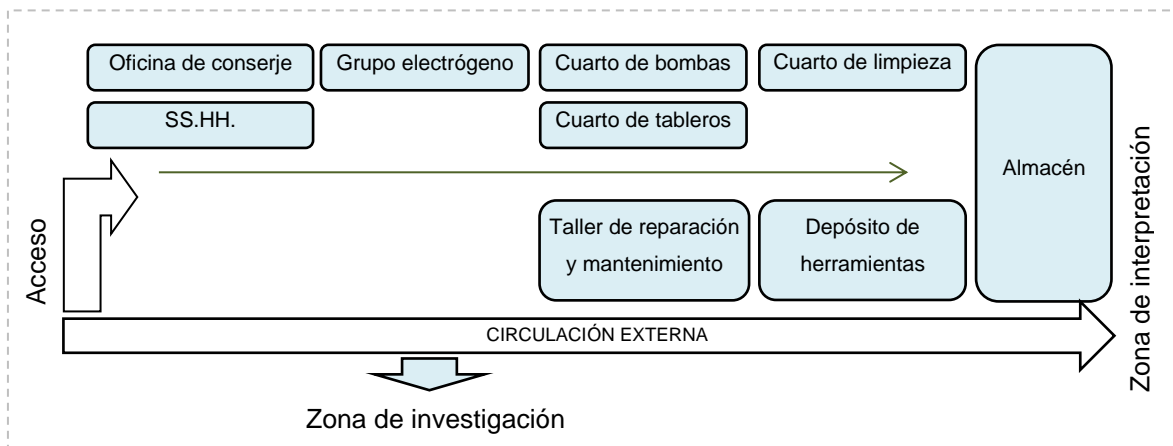 Oficina de conserje
Grupo electrógeno
Cuarto de bombas
Cuarto de limpieza
SS.HH.
Cuarto de tableros
Almacén
Taller de reparación
y mantenimiento
Depósito de
herramientas
Acceso
CIRCULACIÓN EXTERNA
Zona de interpretación
Zona de investigación